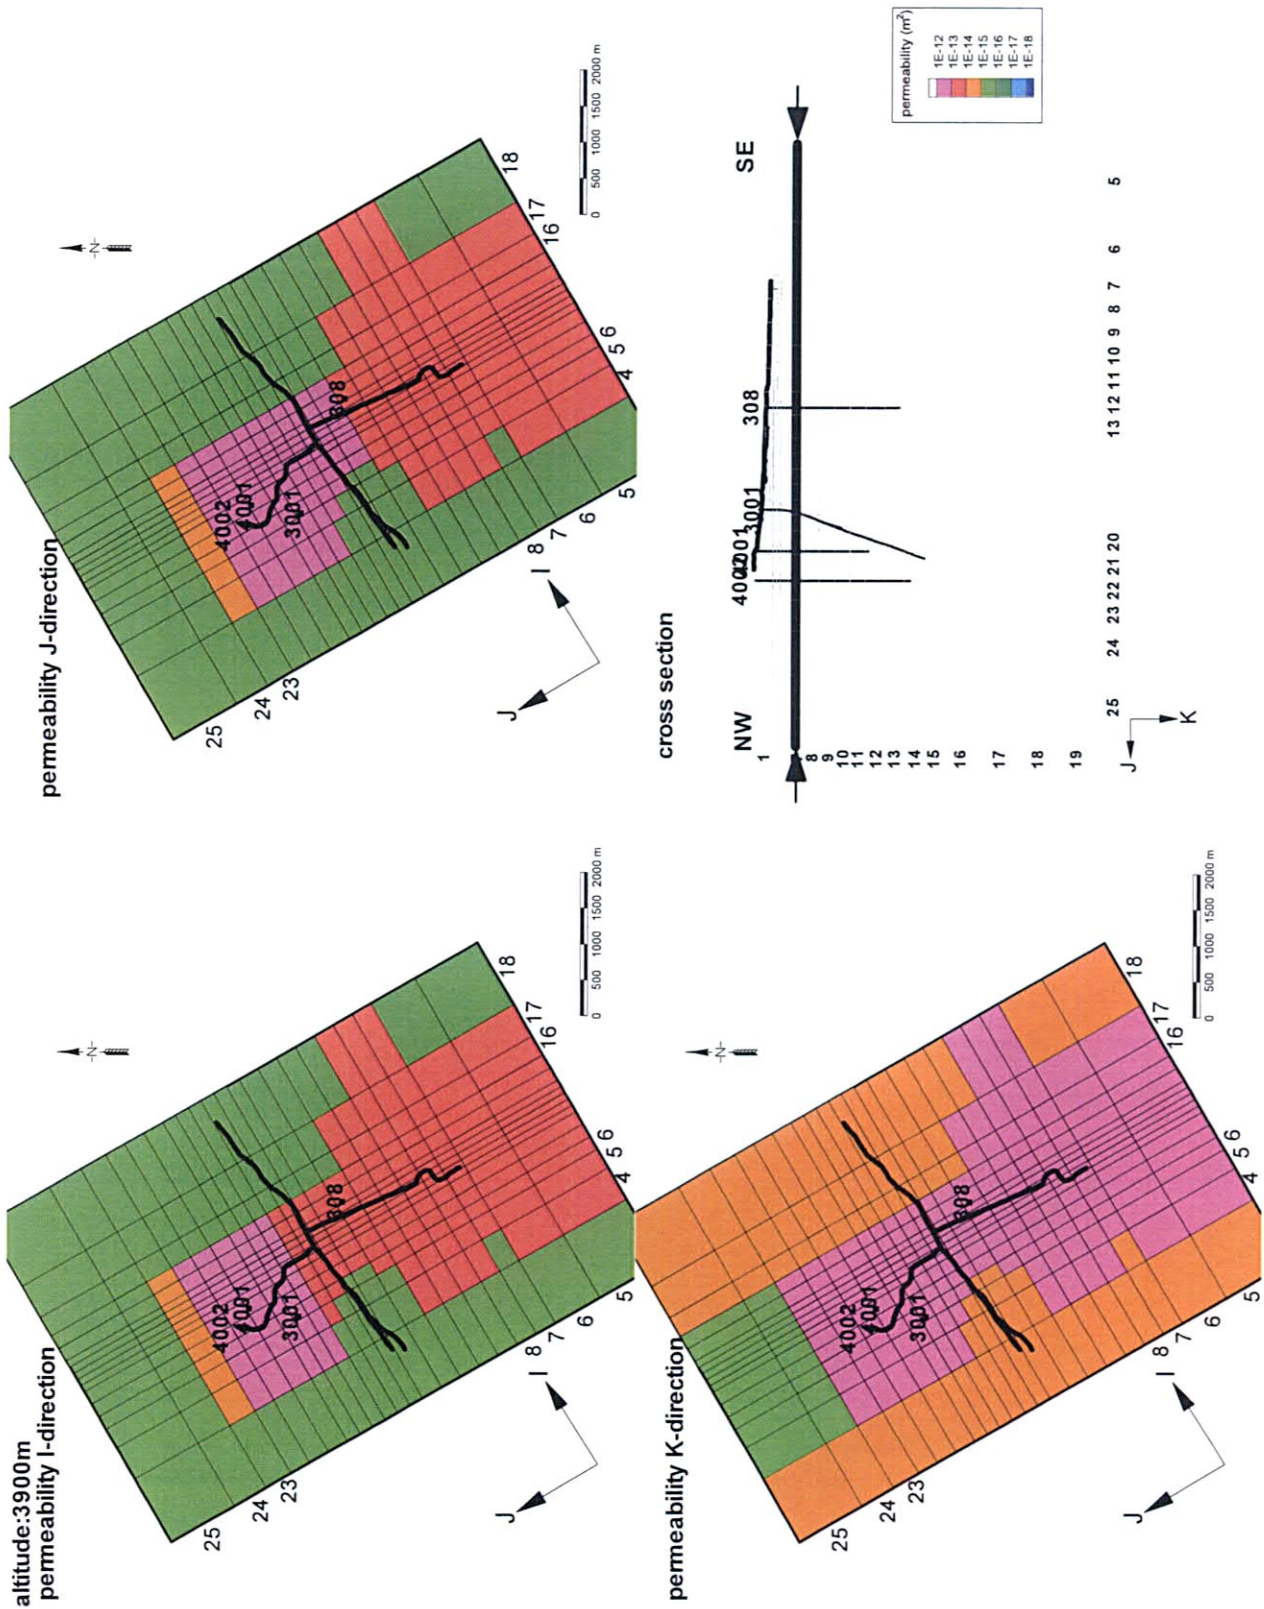 altitude:3900m
permeability I-direction
4002
4001
3001
308
25
24
23
8
7
6
5
4
5
6
16
17
18
I
J
-N-
0 500 1000 1500 2000 m
permeability J-direction
4002
4001
3001
308
25
24
23
8
7
6
5
4
5
6
16
17
18
I
J
-N-
0 500 1000 1500 2000 m
permeability K-direction
4002
4001
3001
308
25
24
23
8
7
6
5
4
5
6
16
17
18
I
J
-N-
0 500 1000 1500 2000 m
cross section
NW
SE
4002
4001
3001
308
1
8
9
10
11
12
13
14
15
16
17
18
19
25 24 23 22 21 20 13 12 11 10 9 8 7 6 5
J
K
permeability (m²)
1E-12
1E-13
1E-14
1E-15
1E-16
1E-17
1E-18